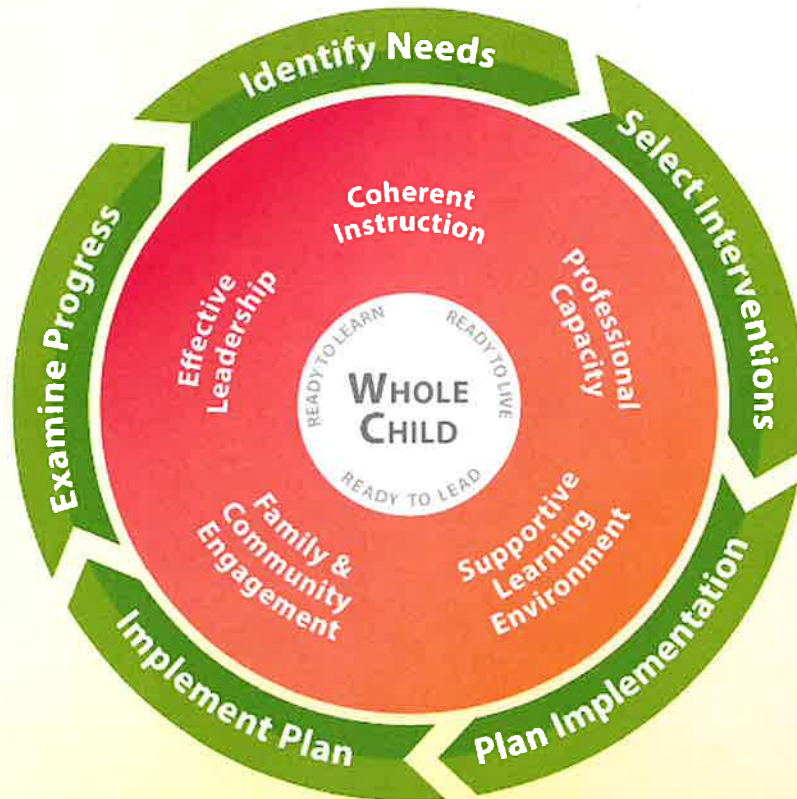 Identify Needs
Select Interventions
Plan Implementation
Implement Plan
Examine Progress
Coherent
Instruction
Professional
Capacity
Supportive
Learning
Environment
Family &
Community
Engagement
Effective
Leadership
READY TO LEARN
READY TO LIVE
READY TO LEAD
WHOLE
CHILD